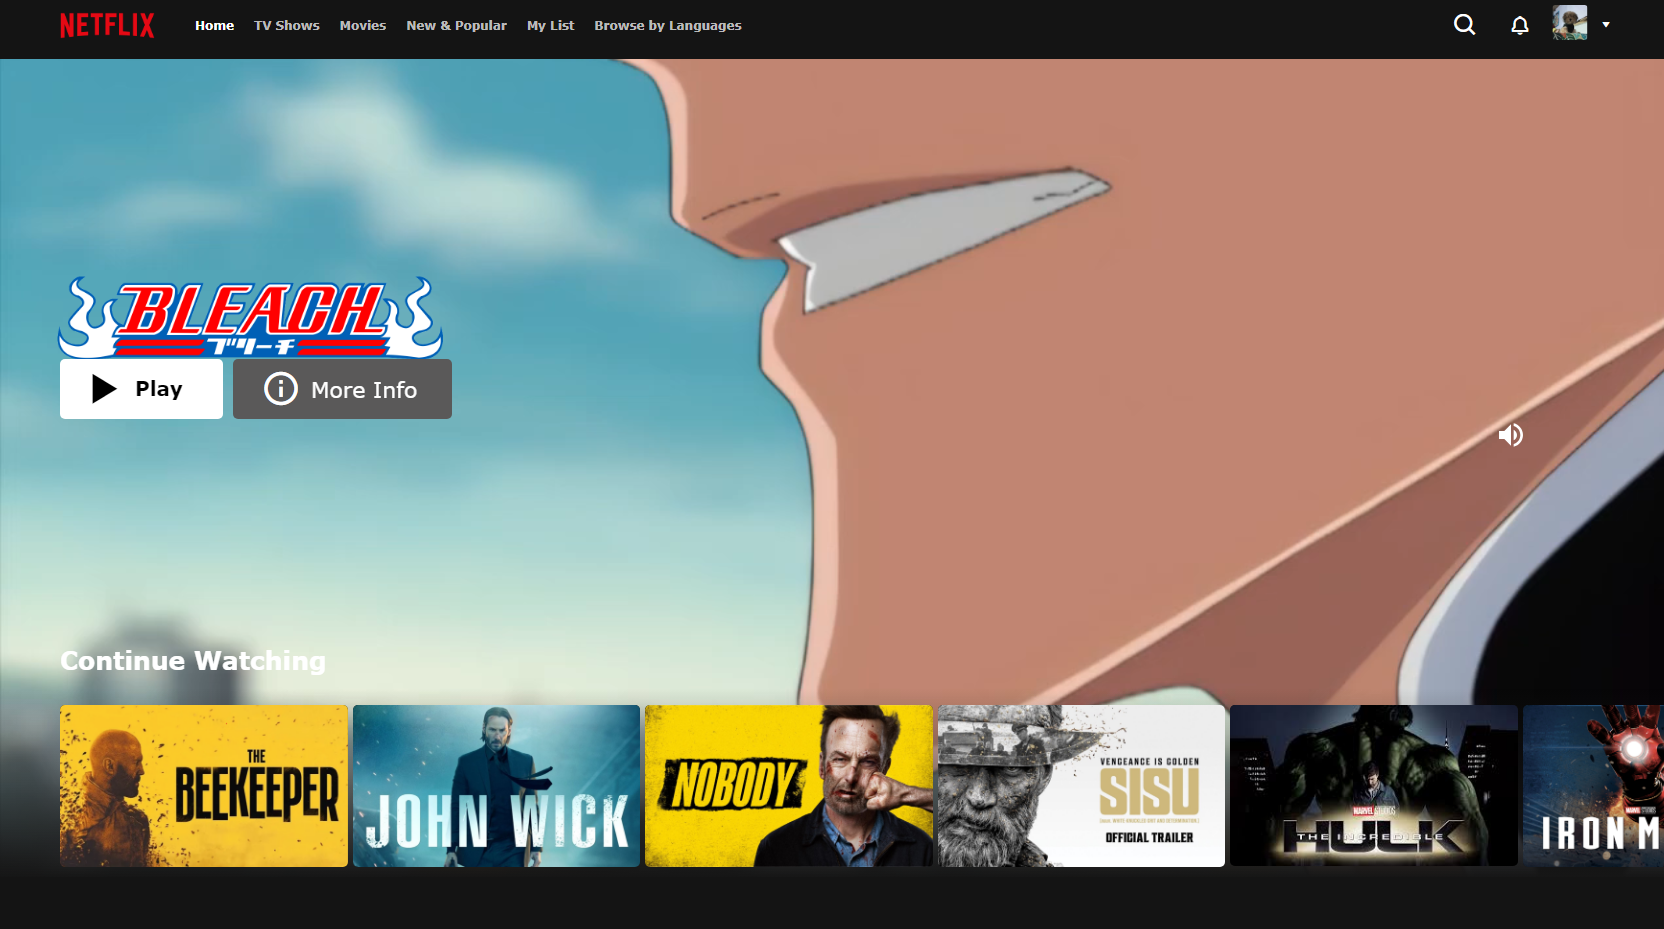 NETFLIX
Home TV Shows Movies New & Popular My List Browse by Languages
BLEACH
ブリーチ
Play
More Info
Continue Watching
THE
BEEKEEPER
JOHN WICK
NOBODY
VENGEANCE IS GOLDEN
SISU
OFFICIAL TRAILER
MARVEL STUDIOS
THE INCREDIBLE
HULK
MARVEL STUDIOS
IRON M